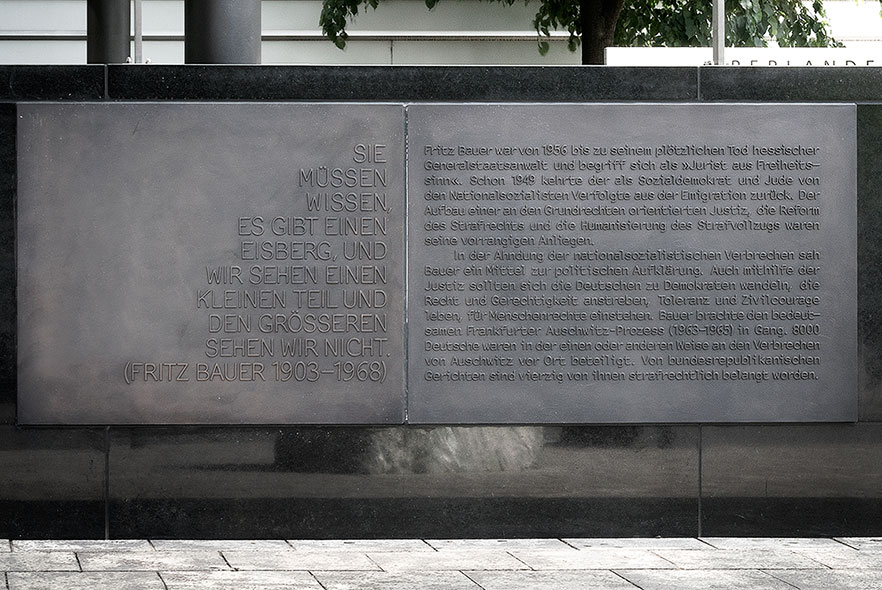 SIE
MÜSSEN
WISSEN,
ES GIBT EINEN
EISBERG, UND
WIR SEHEN EINEN
KLEINEN TEIL UND
DEN GRÖSSEREN
SEHEN WIR NICHT.
(FRITZ BAUER 1903–1968)
Fritz Bauer war von 1956 bis zu seinem plötzlichen Tod hessischer
Generalstaatsanwalt und begriff sich als »Jurist aus Freiheits-
sinn«. Schon 1949 kehrte der als Sozialdemokrat und Jude von
den Nationalsozialisten Verfolgte aus der Emigration zurück. Der
Aufbau einer an den Grundrechten orientierten Justiz, die Reform
des Strafrechts und die Humanisierung des Strafvollzugs waren
seine vorrangigen Anliegen.
In der Ahndung der nationalsozialistischen Verbrechen sah
Bauer ein Mittel zur politischen Aufklärung. Auch mithilfe der
Justiz sollten sich die Deutschen zu Demokraten wandeln, die
Recht und Gerechtigkeit anstreben, Toleranz und Zivilcourage
leben, für Menschenrechte einstehen. Bauer brachte den bedeut-
samen Frankfurter Auschwitz-Prozess (1963-1965) in Gang. 8000
Deutsche waren in der einen oder anderen Weise an den Verbrechen
von Auschwitz vor Ort beteiligt. Von bundesrepublikanischen
Gerichten sind vierzig von ihnen strafrechtlich belangt worden.